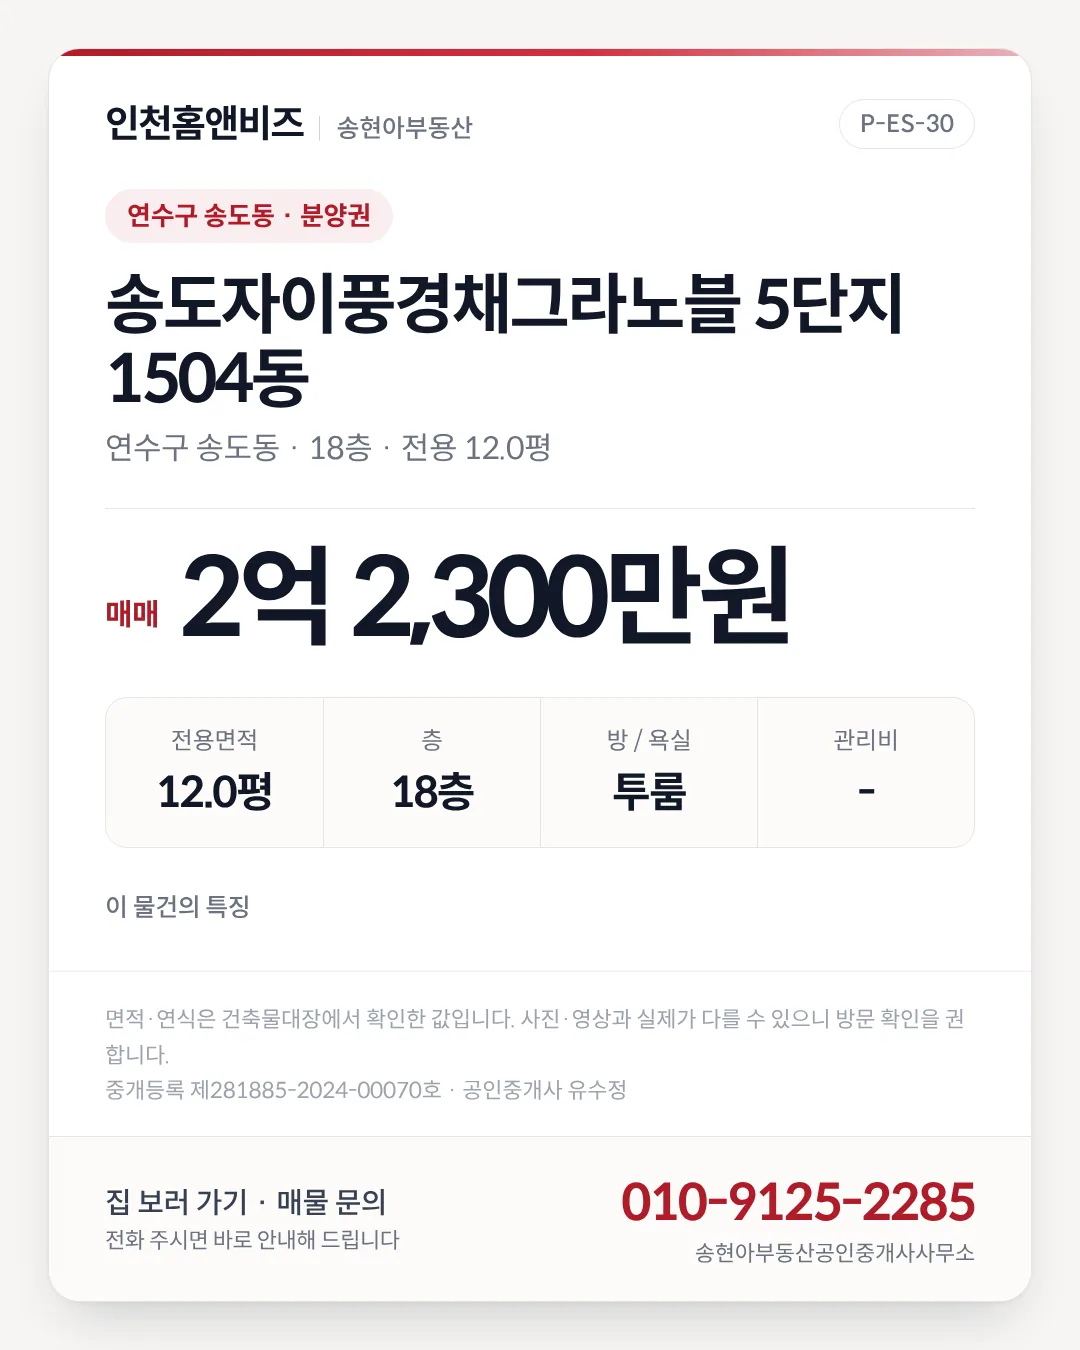 인천홈앤비즈 | 송현아부동산
P-ES-30
연수구 송도동 · 분양권
송도자이풍경채그라노블 5단지
1504동
연수구 송도동 · 18층 · 전용 12.0평
매매 2억 2,300만원
전용면적 층 방 / 욕실 관리비
12.0평 18층 투룸 -
이 물건의 특징
면적·연식은 건축물대장에서 확인한 값입니다. 사진·영상과 실제가 다를 수 있으니 방문 확인을 권
합니다.
중개등록 제281885-2024-00070호 · 공인중개사 유수정
집 보러 가기 · 매물 문의
전화 주시면 바로 안내해 드립니다
010-9125-2285
송현아부동산공인중개사사무소